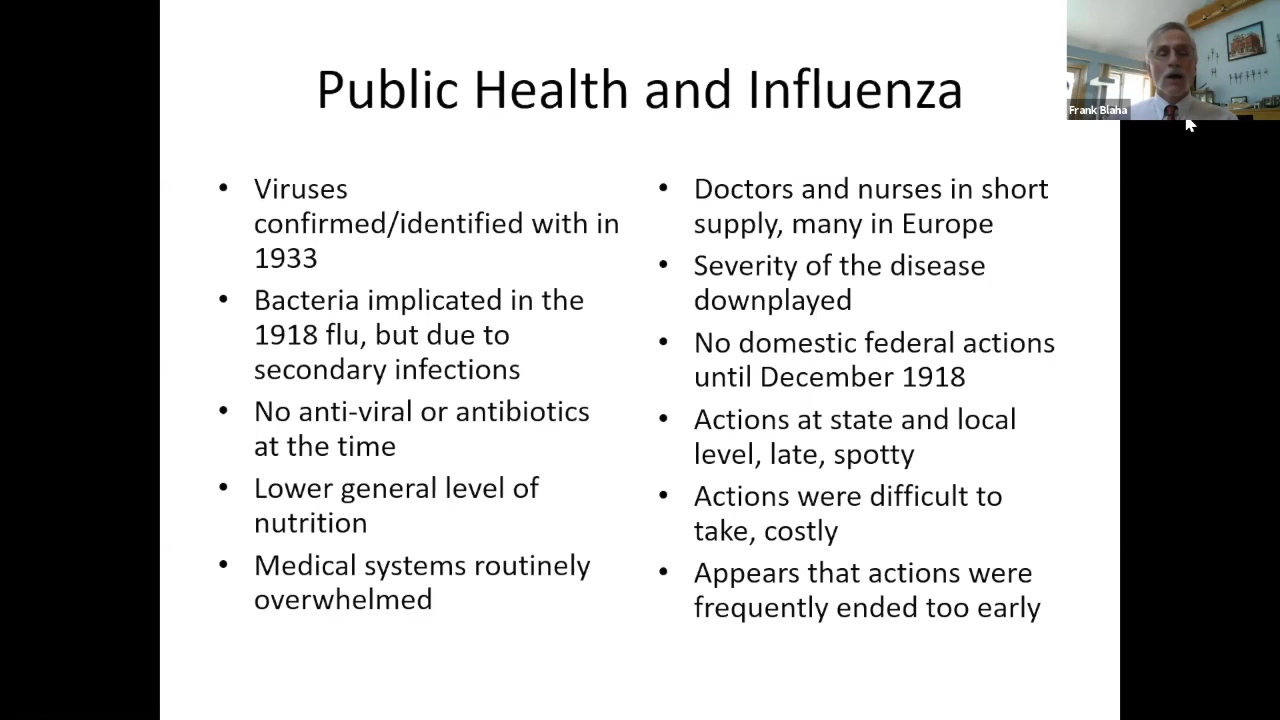 Public Health and Influenza
• Viruses
confirmed/identified with in
1933
• Bacteria implicated in the
1918 flu, but due to
secondary infections
• No anti-viral or antibiotics
at the time
• Lower general level of
nutrition
• Medical systems routinely
overwhelmed
• Doctors and nurses in short
supply, many in Europe
• Severity of the disease
downplayed
• No domestic federal actions
until December 1918
• Actions at state and local
level, late, spotty
• Actions were difficult to
take, costly
• Appears that actions were
frequently ended too early
Frank Blaha